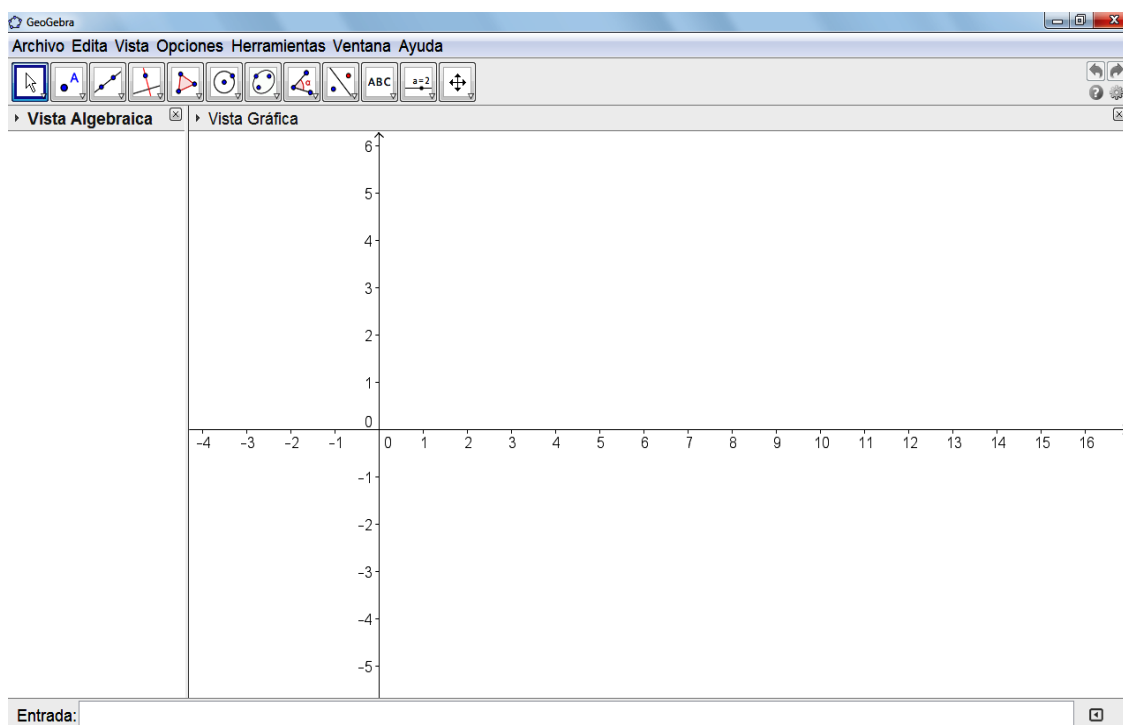 GeoGebra
Archivo Edita Vista Opciones Herramientas Ventana Ayuda
A α ABC a=2
Vista Algebraica Vista Gráfica
6
5
4
3
2
1
0
-4 -3 -2 -1 0 1 2 3 4 5 6 7 8 9 10 11 12 13 14 15 16
-1
-2
-3
-4
-5
Entrada: